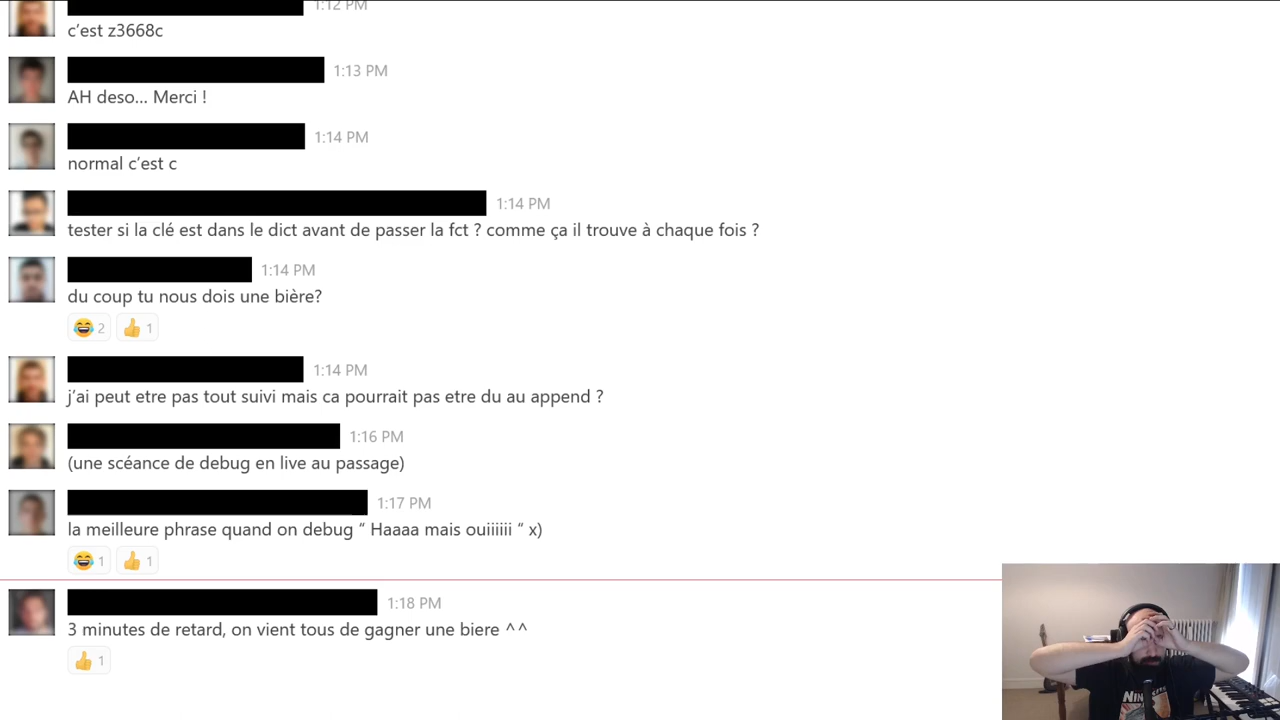 1:12 PM
c’est z3668c
1:13 PM
AH deso... Merci !
1:14 PM
normal c’est c
1:14 PM
tester si la clé est dans le dict avant de passer la fct ? comme ça il trouve à chaque fois ?
1:14 PM
du coup tu nous dois une bière?
2 1
1:14 PM
j’ai peut etre pas tout suivi mais ca pourrait pas etre du au append ?
1:16 PM
(une scéance de debug en live au passage)
1:17 PM
la meilleure phrase quand on debug “ Haaaa mais ouiiiiii “ x)
1 1
1:18 PM
3 minutes de retard, on vient tous de gagner une biere ^^
1